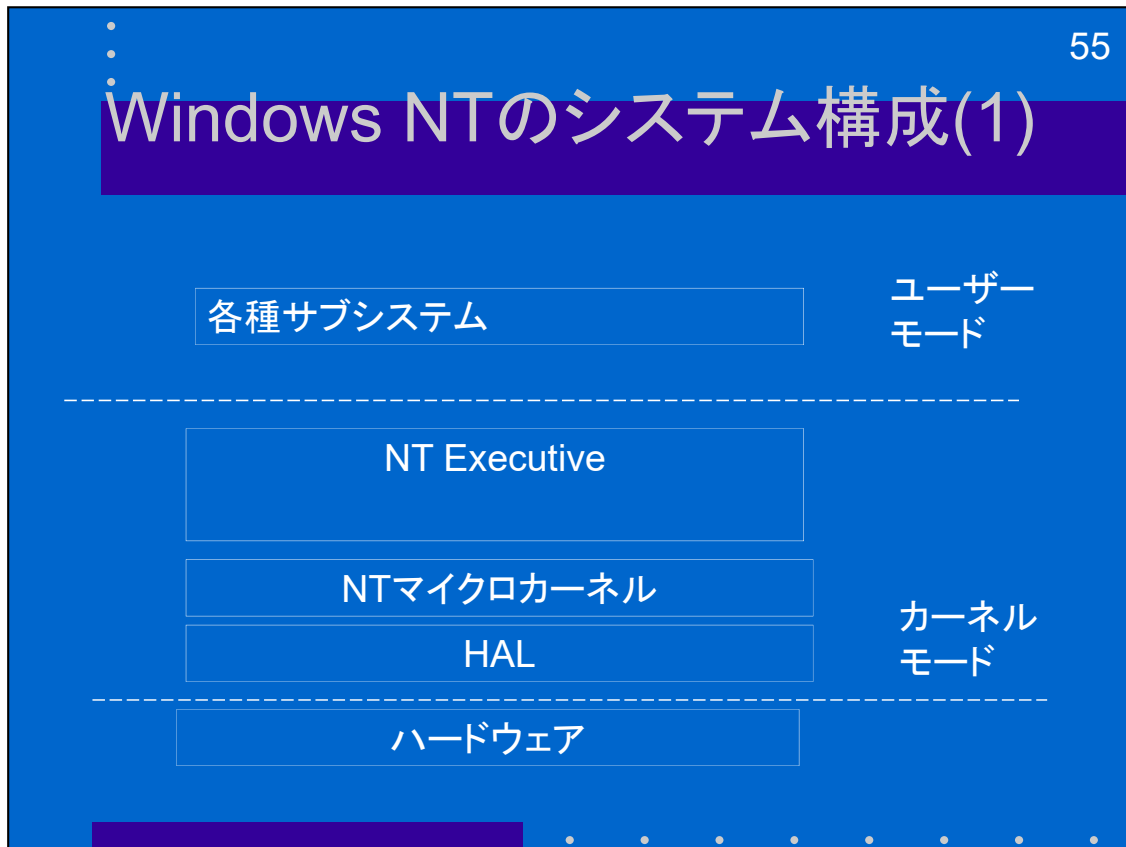 55
Windows NTのシステム構成(1)
各種サブシステム
ユーザー
モード
NT Executive
NTマイクロカーネル
HAL
カーネル
モード
ハードウェア